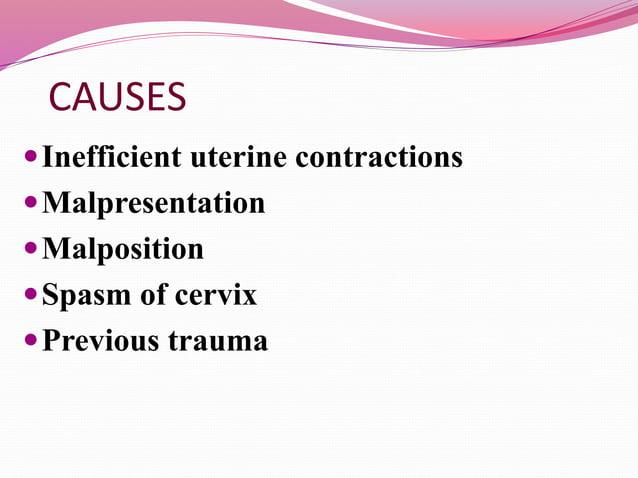 CAUSES
•Inefficient uterine contractions
•Malpresentation
•Malposition
•Spasm of cervix
•Previous trauma